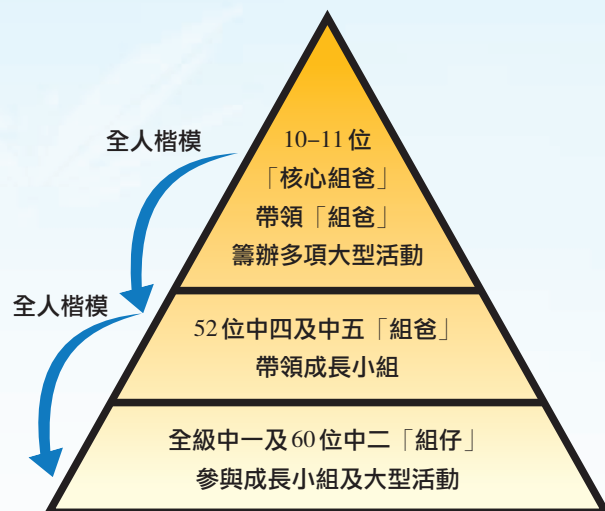 全人楷模
10–11位
「核心組爸」
帶領「組爸」
籌辦多項大型活動
全人楷模
52位中四及中五「組爸」
帶領成長小組
全級中一及60位中二「組仔」
參與成長小組及大型活動